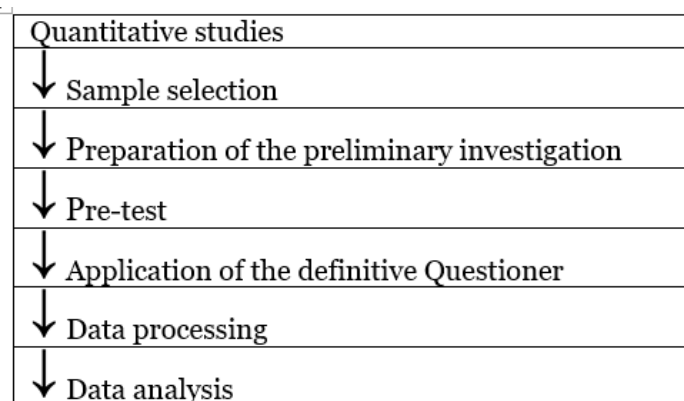 Quantitative studies
Sample selection
Preparation of the preliminary investigation
Pre-test
Application of the definitive Questioner
Data processing
Data analysis